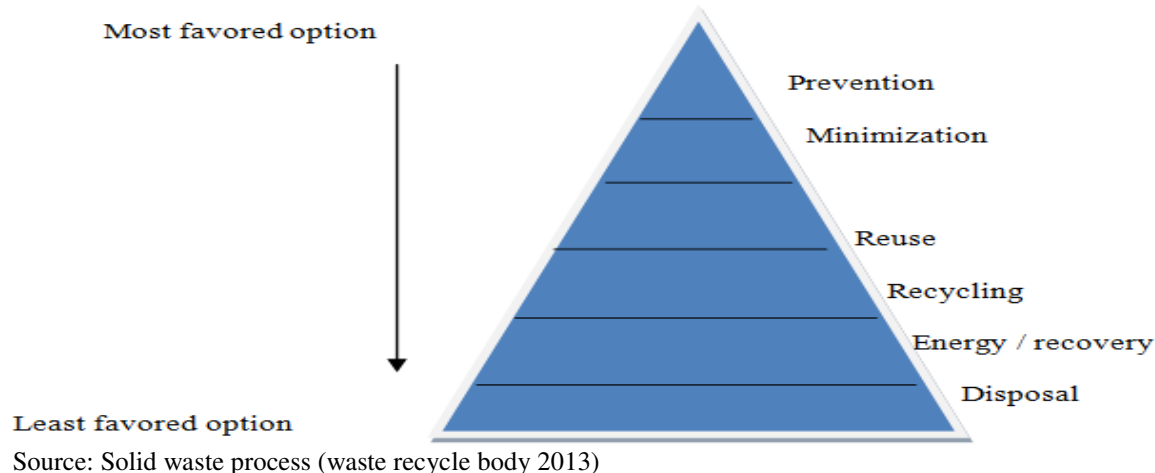 Most favored option
Prevention
Minimization
Reuse
Recycling
Energy / recovery
Disposal
Least favored option
Source: Solid waste process (waste recycle body 2013)